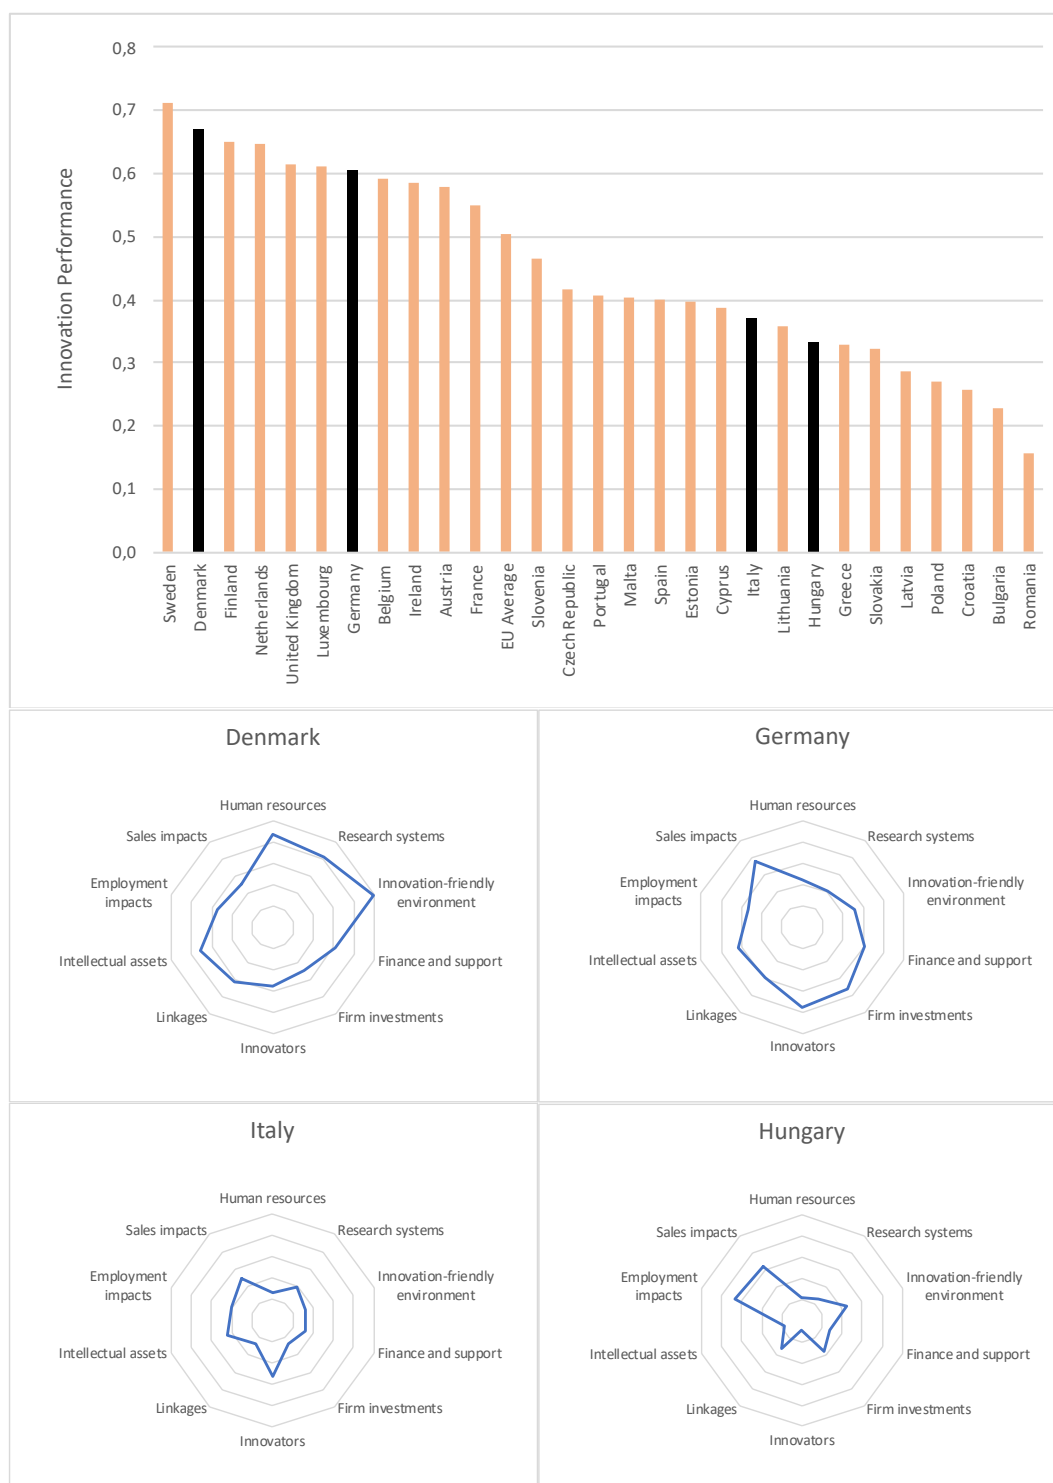 0,8
0,7
0,6
0,5
0,4
0,3
0,2
0,1
0,0
Innovation Performance
Sweden
Denmark
Finland
Netherlands
United Kingdom
Luxembourg
Germany
Belgium
Ireland
Austria
France
EU Average
Slovenia
Czech Republic
Portugal
Malta
Spain
Estonia
Cyprus
Italy
Lithuania
Hungary
Greece
Slovakia
Latvia
Poland
Croatia
Bulgaria
Romania
Denmark
Human resources
Research systems
Innovation-friendly
environment
Finance and support
Firm investments
Innovators
Linkages
Intellectual assets
Employment
impacts
Sales impacts
Germany
Human resources
Research systems
Innovation-friendly
environment
Finance and support
Firm investments
Innovators
Linkages
Intellectual assets
Employment
impacts
Sales impacts
Italy
Human resources
Research systems
Innovation-friendly
environment
Finance and support
Firm investments
Innovators
Linkages
Intellectual assets
Employment
impacts
Sales impacts
Hungary
Human resources
Research systems
Innovation-friendly
environment
Finance and support
Firm investments
Innovators
Linkages
Intellectual assets
Employment
impacts
Sales impacts